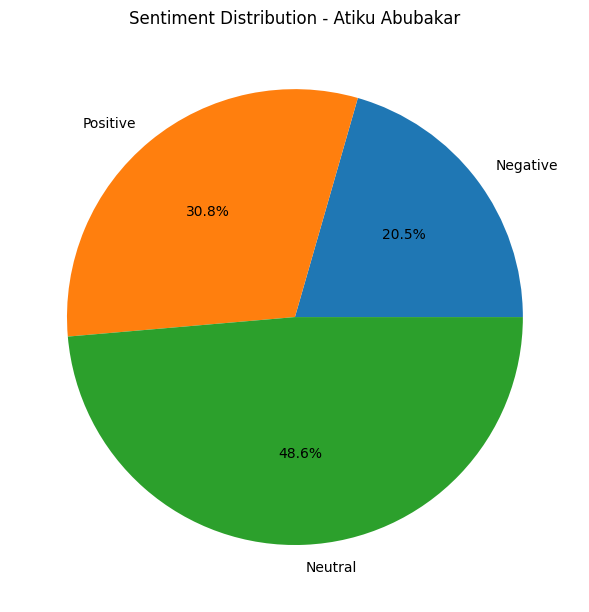 Sentiment Distribution - Atiku Abubakar
Positive
Negative
30.8%
20.5%
48.6%
Neutral